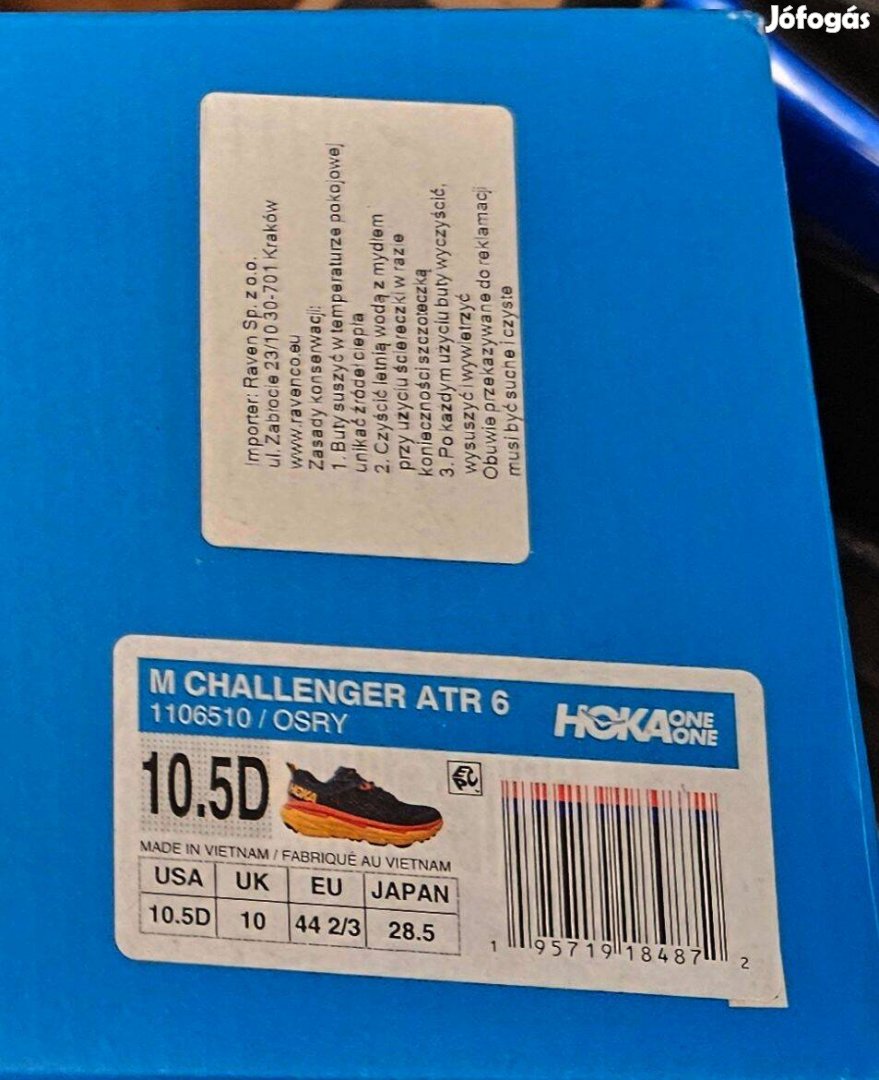 Jófogás
Importer: Raven Sp. z o.o.
ul. Zabłocie 23/10 30-701 Kraków
www.ravenco.eu
Zasady konserwacji:
1. Buty suszyć w temperaturze pokojowej
unikać źródeł ciepła
2. Czyścić letnią wodą z mydłem
przy użyciu ściereczki w razie
konieczności szczoteczką
3. Po każdym użyciu buty wyczyścić,
wysuszyć i wywietrzyć
Obuwie przekazywane do reklamacji
musi być suche i czyste
M CHALLENGER ATR 6
1106510 / OSRY
HOKA ONE ONE
10.5D
HOKA
MADE IN VIETNAM / FABRIQUÉ AU VIETNAM
USA UK EU JAPAN
10.5D 10 44 2/3 28.5
1 95719 18487 2